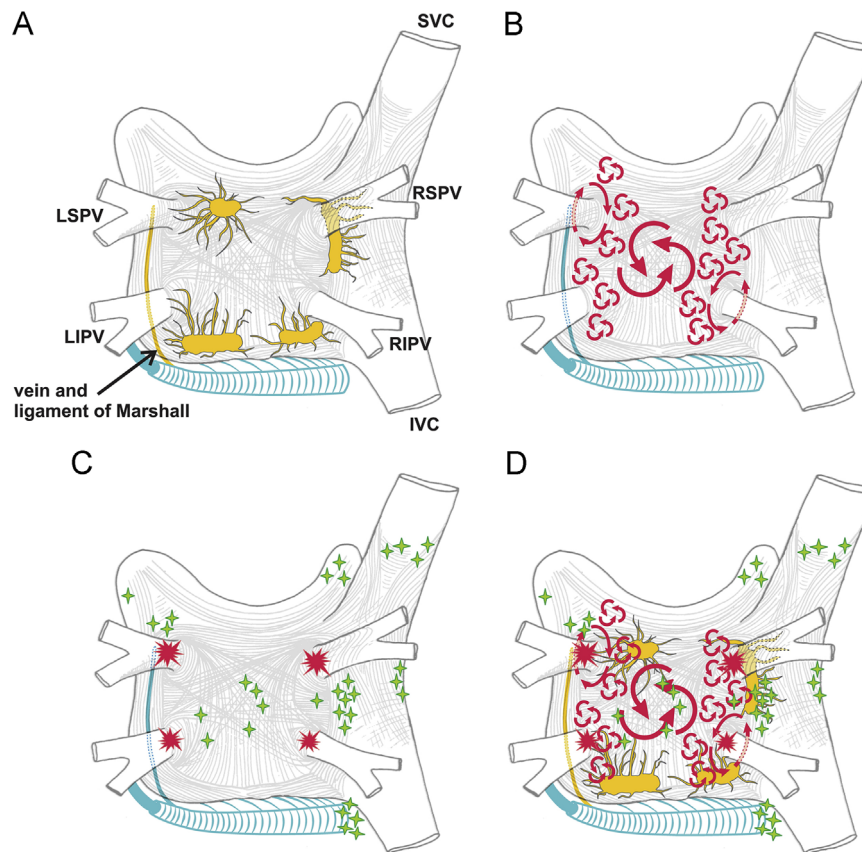 A
SVC
B
LSPV
RSPV
LIPV
RIPV
vein and
ligament of Marshall
IVC
C
D